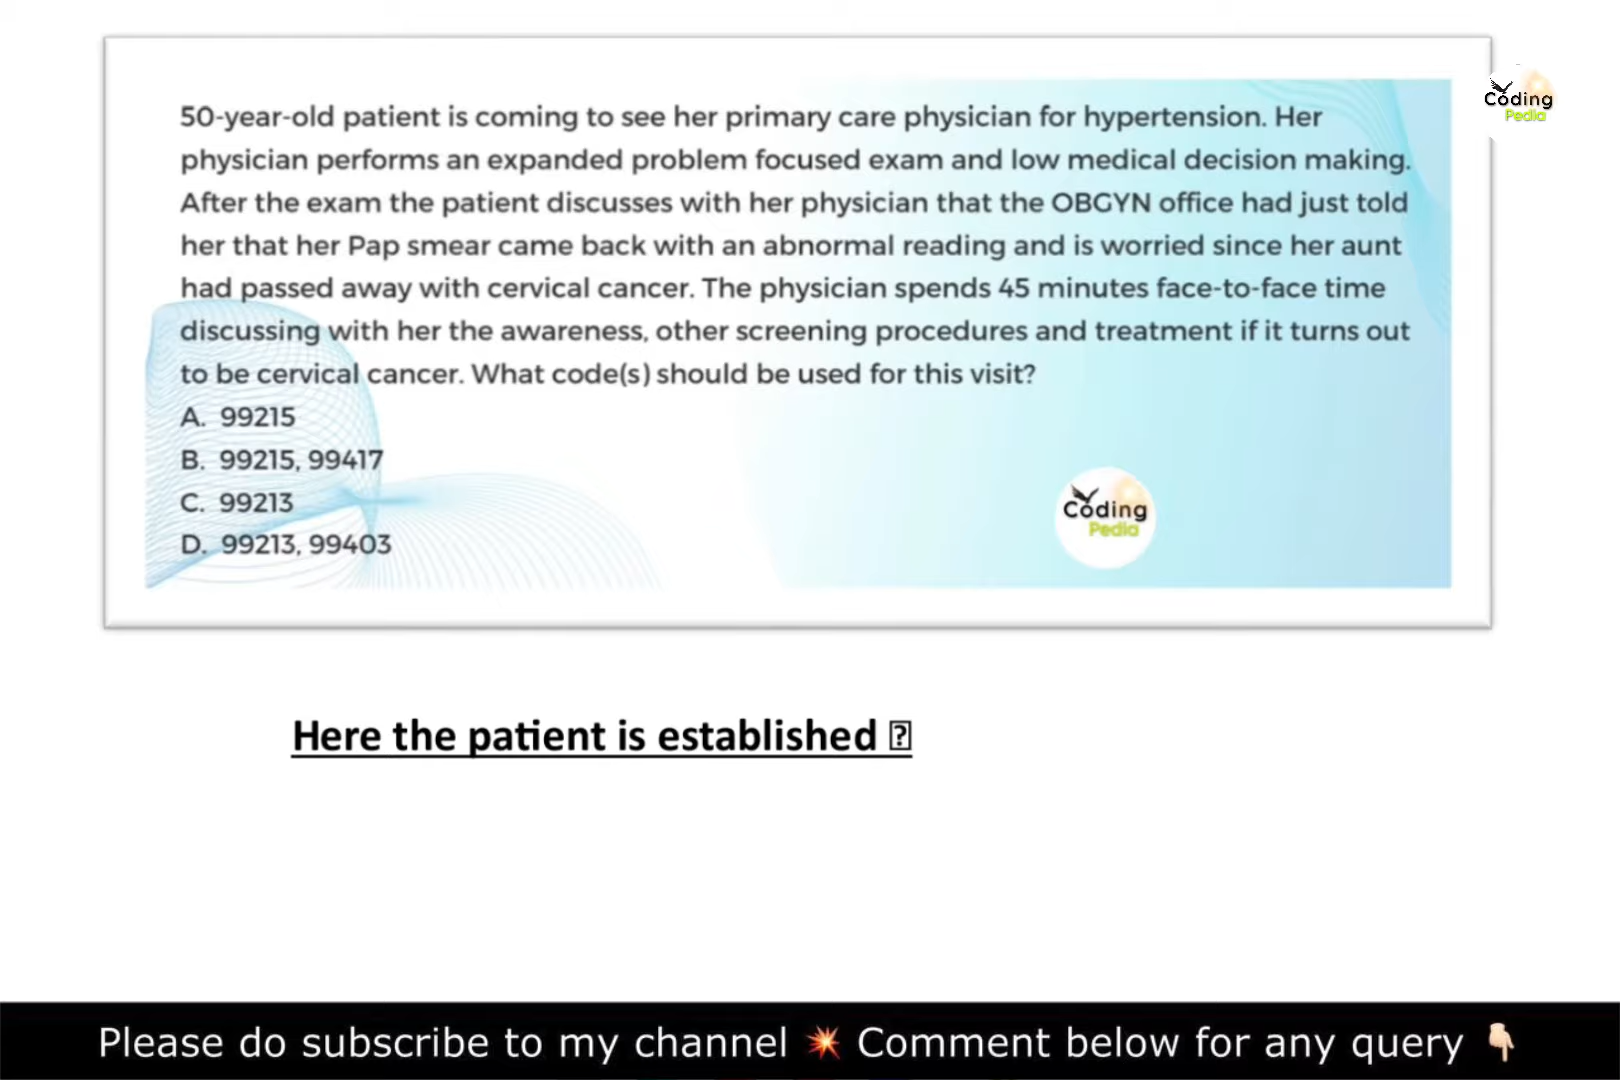 50-year-old patient is coming to see her primary care physician for hypertension. Her
physician performs an expanded problem focused exam and low medical decision making.
After the exam the patient discusses with her physician that the OBGYN office had just told
her that her Pap smear came back with an abnormal reading and is worried since her aunt
had passed away with cervical cancer. The physician spends 45 minutes face-to-face time
discussing with her the awareness, other screening procedures and treatment if it turns out
to be cervical cancer. What code(s) should be used for this visit?
A. 99215
B. 99215, 99417
C. 99213
D. 99213, 99403
Coding
Pedia
Coding
Pedia
Here the patient is established
Please do subscribe to my channel 💥 Comment below for any query 👇🏻